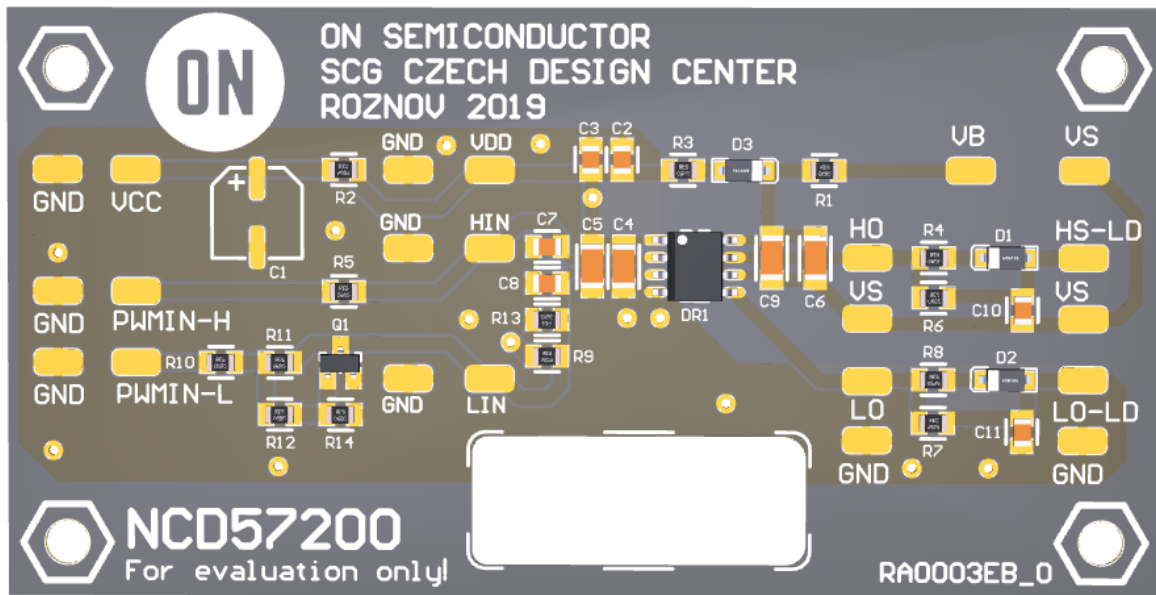 ON
ON SEMICONDUCTOR
SCG CZECH DESIGN CENTER
ROZNOV 2019
C3 C2
GND VDD R3 D3 VB VS
GND VCC + R2 R1
GND HIN C7 C5 C4 HO R4 D1 HS-LD
C1
R5 C8 VS VS
GND PWMIN-H R13 DR1 C9 C6 R6 C10
R10 R11 Q1 R9 R8 D2
GND PWMIN-L GND LIN LO LO-LD
R12 R14 R7 C11
GND GND
NCD57200
For evaluation only!
RA0003EB_0